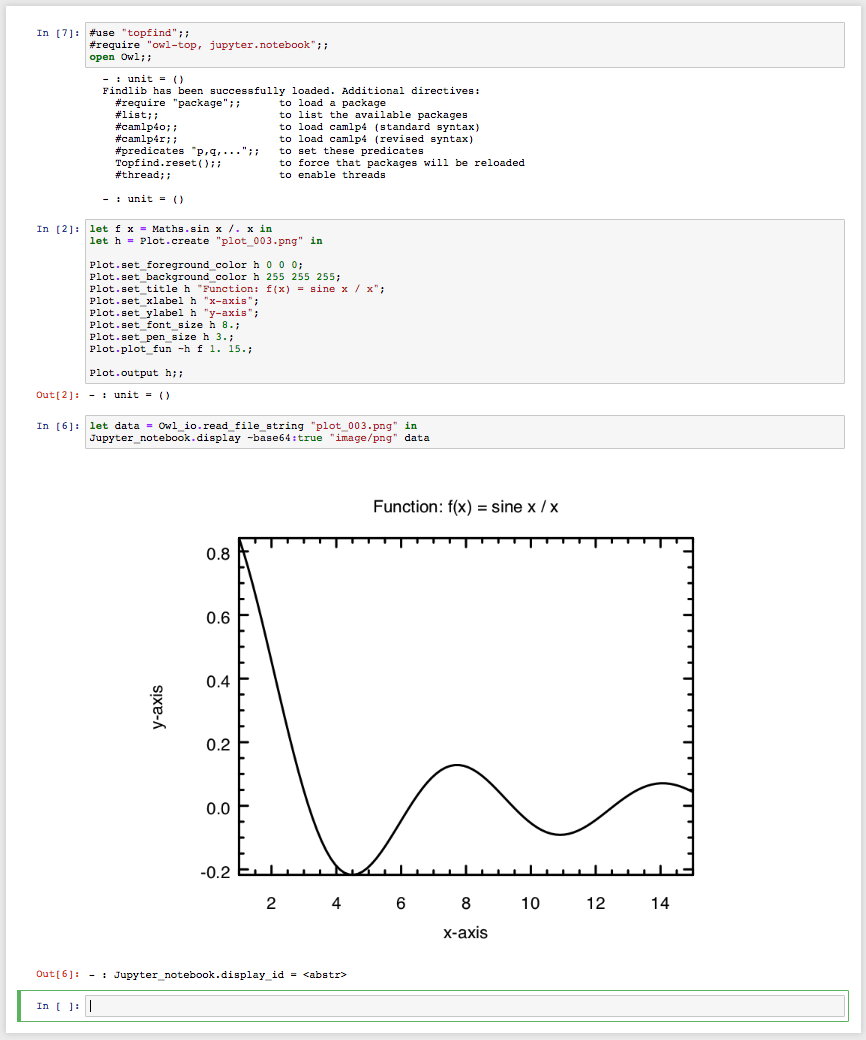 In [7]: #use "topfind";;
#require "owl-top, jupyter.notebook";;
open Owl;;
- : unit = ()
Findlib has been successfully loaded. Additional directives:
#require "package";; to load a package
#list;; to list the available packages
#camlp4o;; to load camlp4 (standard syntax)
#camlp4r;; to load camlp4 (revised syntax)
#predicates "p,q,...";; to set these predicates
Topfind.reset();; to force that packages will be reloaded
#thread;; to enable threads
- : unit = ()
In [2]: let f x = Maths.sin x /. x in
let h = Plot.create "plot_003.png" in
Plot.set_foreground_color h 0 0 0;
Plot.set_background_color h 255 255 255;
Plot.set_title h "Function: f(x) = sine x / x";
Plot.set_xlabel h "x-axis";
Plot.set_ylabel h "y-axis";
Plot.set_font_size h 8.;
Plot.set_pen_size h 3.;
Plot.plot_fun ~h f 1. 15.;
Plot.output h;;
Out[2]: - : unit = ()
In [6]: let data = Owl_io.read_file_string "plot_003.png" in
Jupyter_notebook.display ~base64:true "image/png" data
Function: f(x) = sine x / x
0.8
0.6
0.4
0.2
0.0
-0.2
y-axis
2 4 6 8 10 12 14
x-axis
Out[6]: - : Jupyter_notebook.display_id = <abstr>
In [ ]: